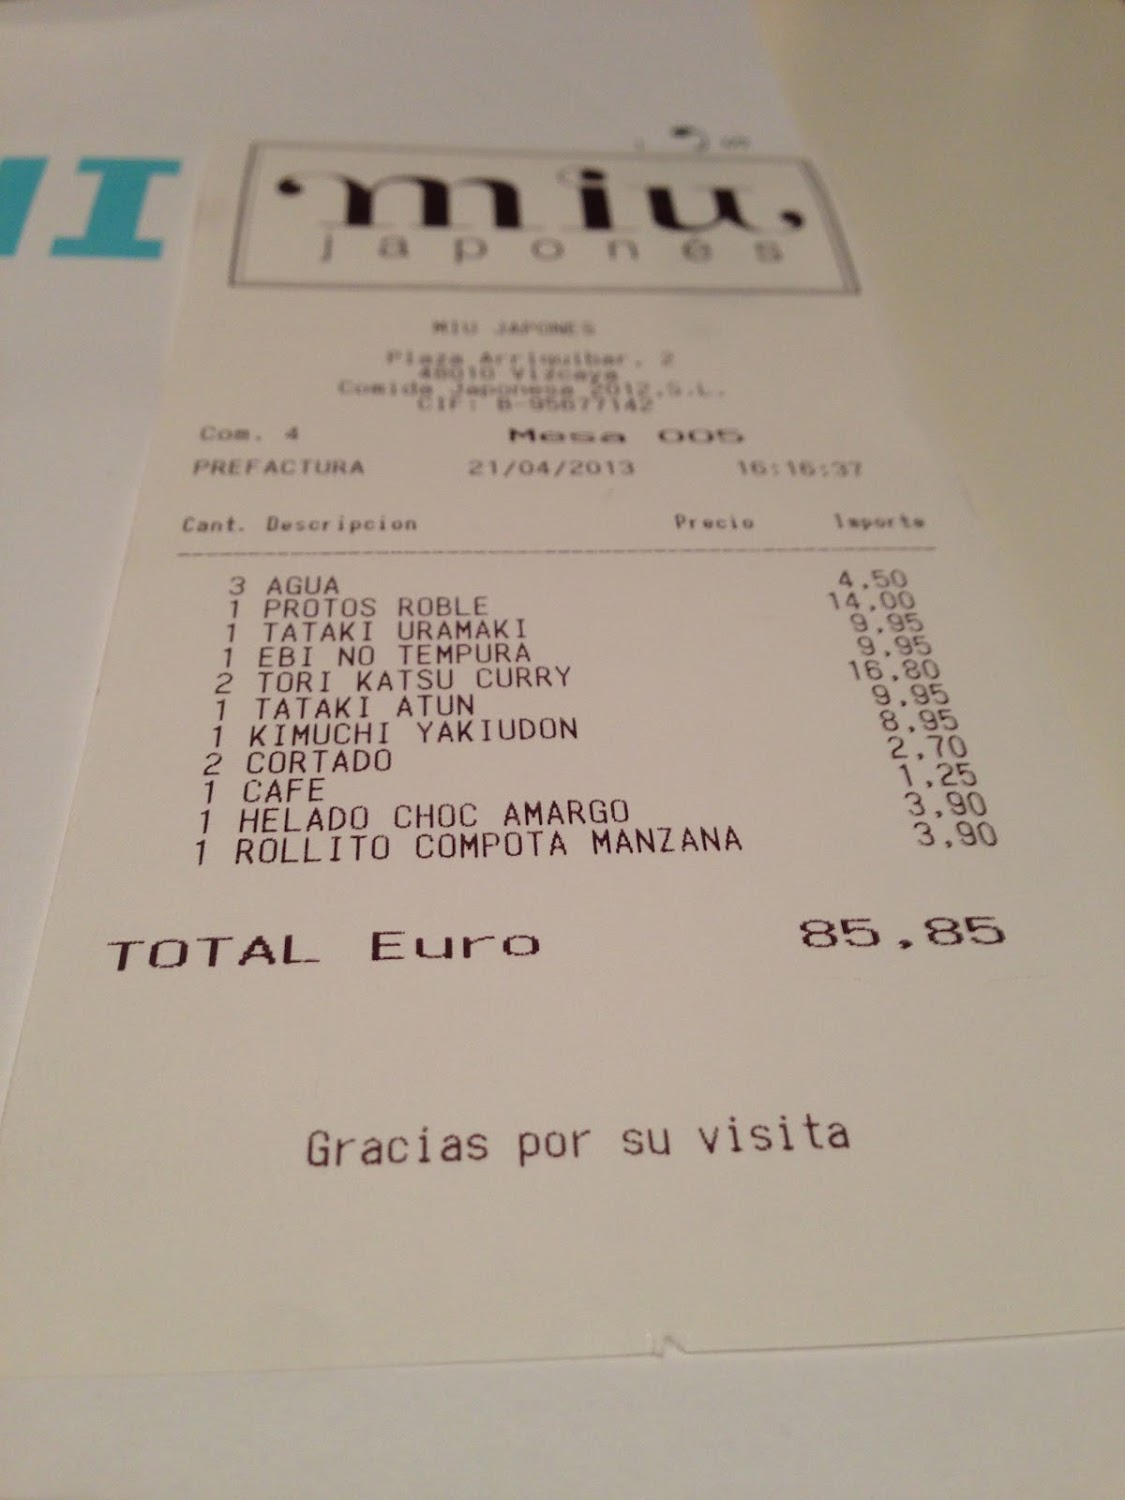 miu,
japonés
MIU JAPONES
Plaza Arriquibar, 2
48010 Vizcaya
Comida Japonesa 2012,S.L.
CIF: B-95677142
Com. 4 Mesa 005
PREFACTURA 21/04/2013 16:16:37
Cant. Descripcion Precio Importe
3 AGUA 4.50
1 PROTOS ROBLE 14.00
1 TATAKI URAMAKI 9.95
1 EBI NO TEMPURA 9.95
2 TORI KATSU CURRY 16.80
1 TATAKI ATUN 9.95
1 KIMUCHI YAKIUDON 8.95
2 CORTADO 2.70
1 CAFE 1.25
1 HELADO CHOC AMARGO 3.90
1 ROLLITO COMPOTA MANZANA 3.90
TOTAL Euro 85.85
Gracias por su visita